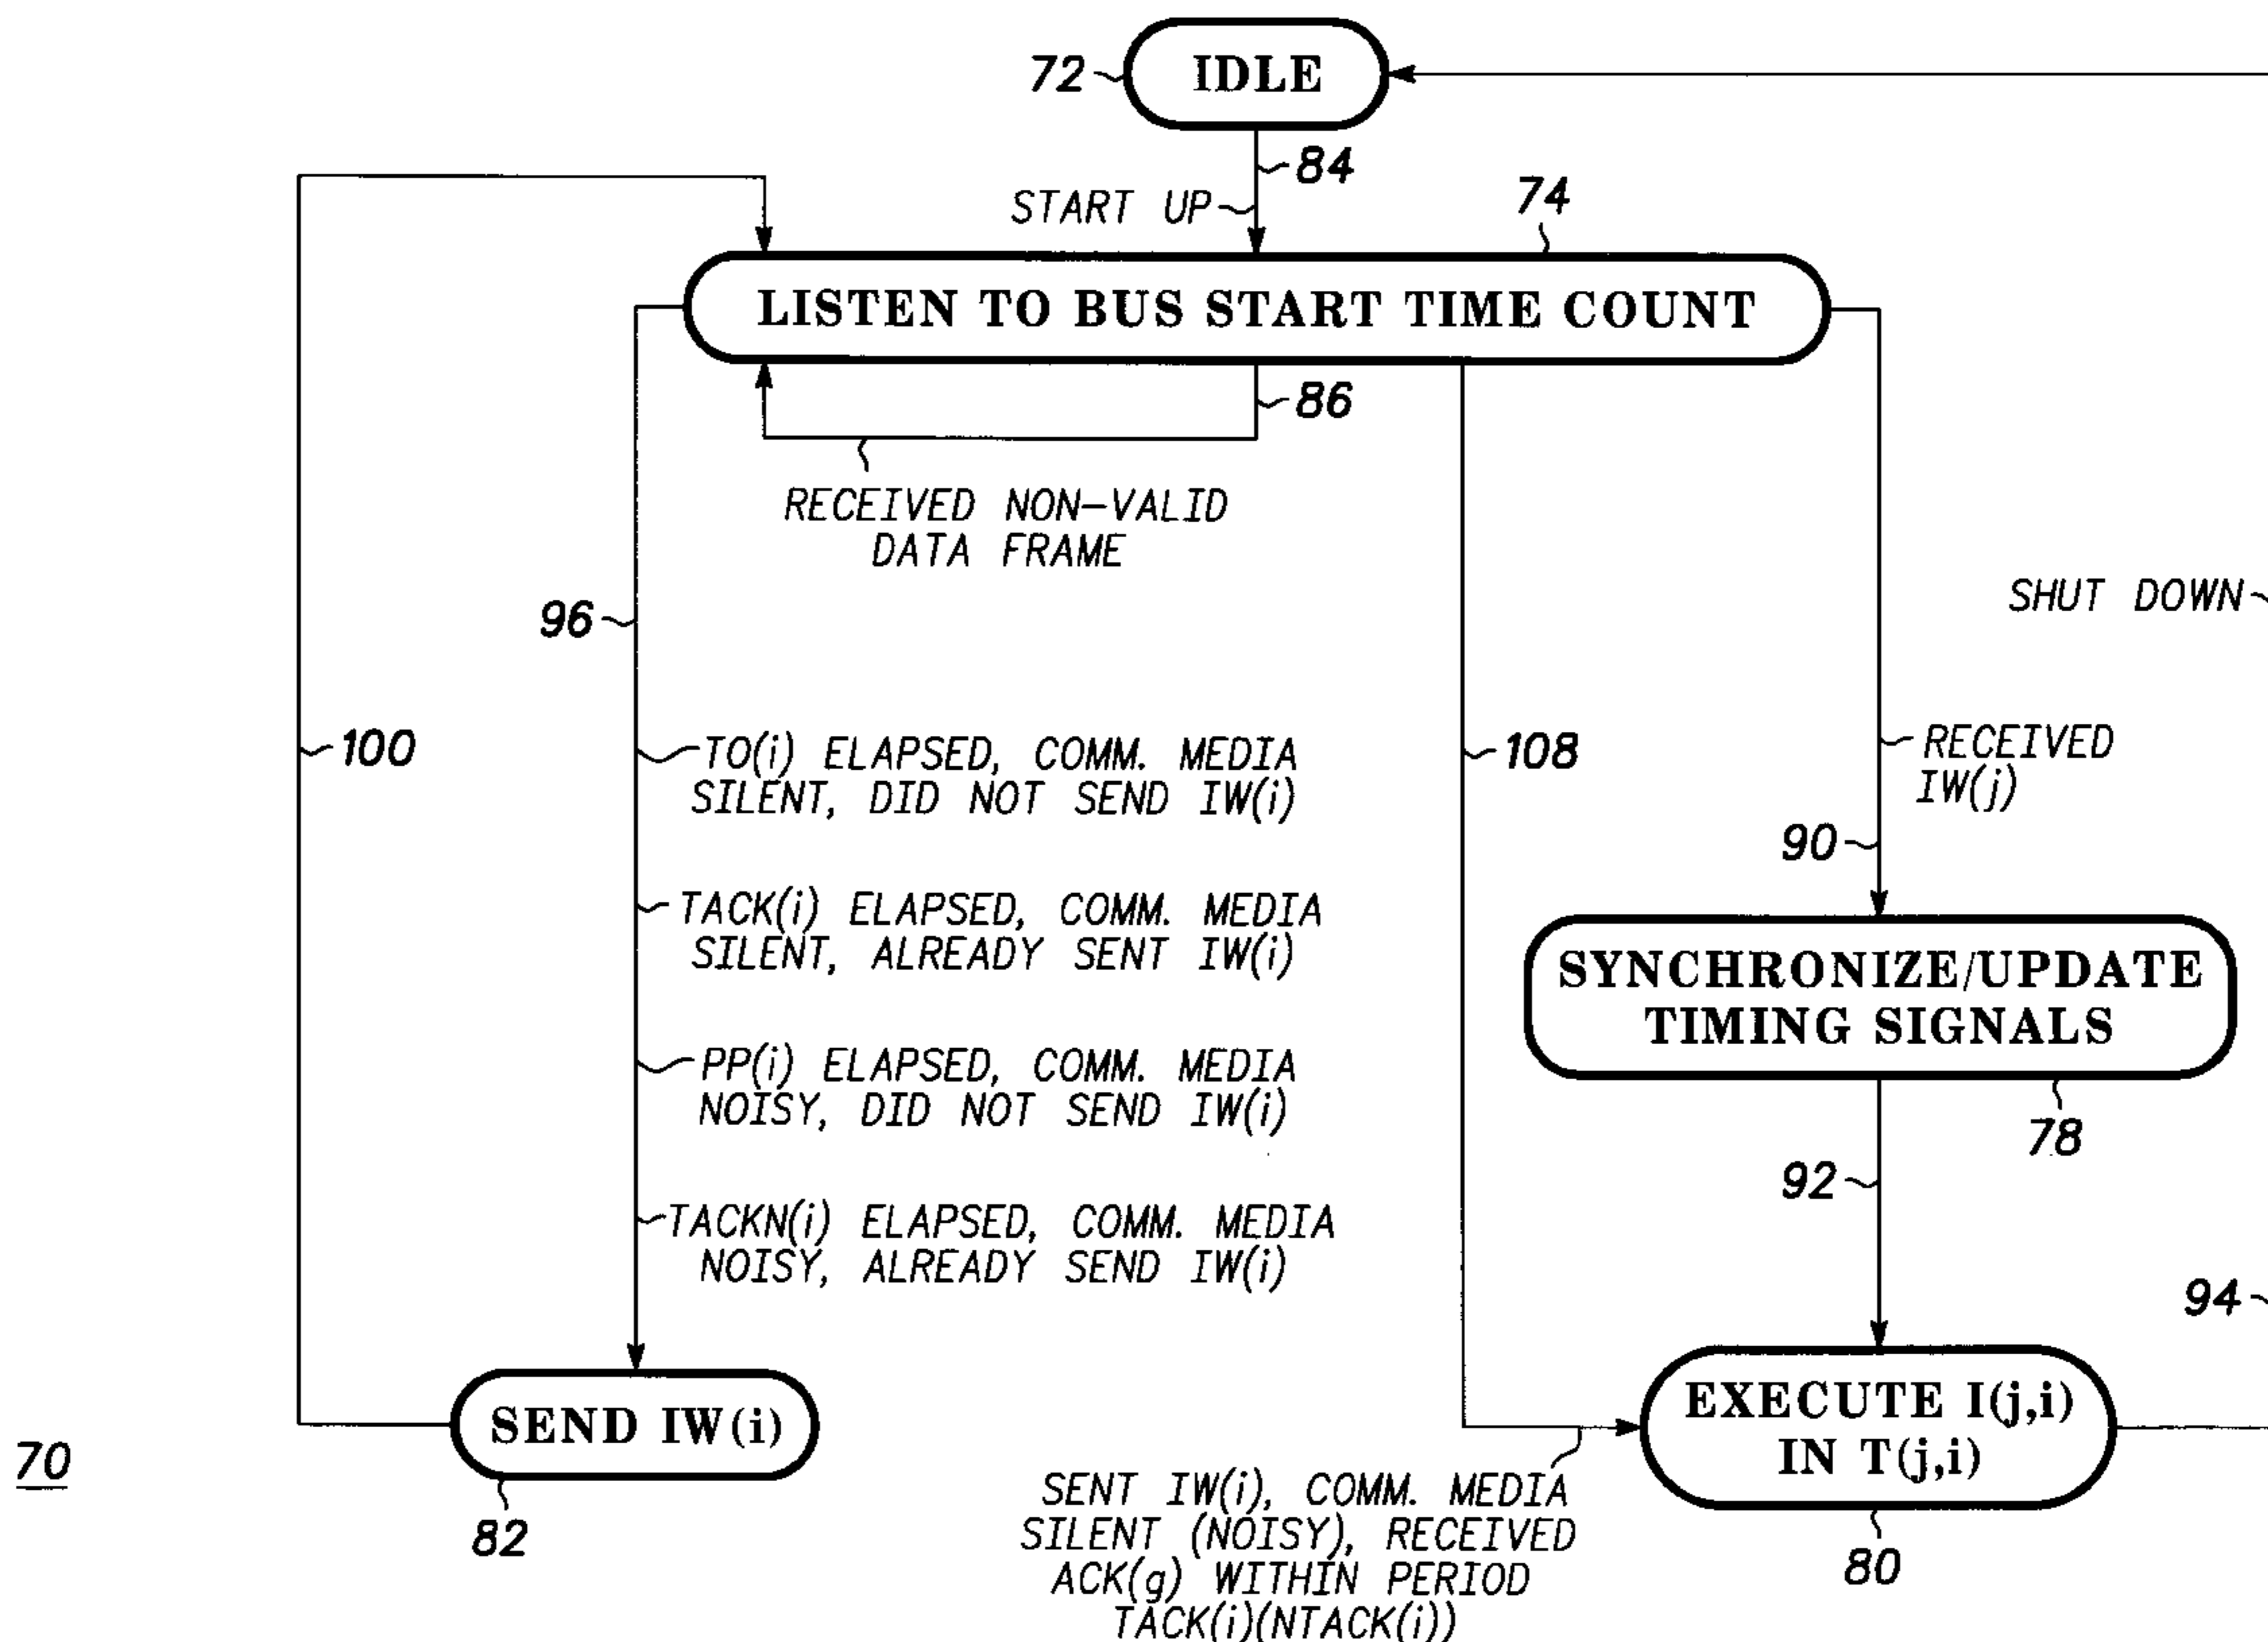 72
IDLE
84
START UP
74
LISTEN TO BUS START TIME COUNT
86
RECEIVED NON-VALID
DATA FRAME
SHUT DOWN
96
100
TO(i) ELAPSED, COMM. MEDIA
SILENT, DID NOT SEND IW(i)
108
RECEIVED
IW(j)
90
TACK(i) ELAPSED, COMM. MEDIA
SILENT, ALREADY SENT IW(i)
SYNCHRONIZE/UPDATE
TIMING SIGNALS
PP(i) ELAPSED, COMM. MEDIA
NOISY, DID NOT SEND IW(i)
78
92
TACKN(i) ELAPSED, COMM. MEDIA
NOISY, ALREADY SEND IW(i)
94
SEND IW(i)
EXECUTE I(j,i)
IN T(j,i)
70
82
SENT IW(i), COMM. MEDIA
SILENT (NOISY), RECEIVED
ACK(g) WITHIN PERIOD
TACK(i)(NTACK(i))
80